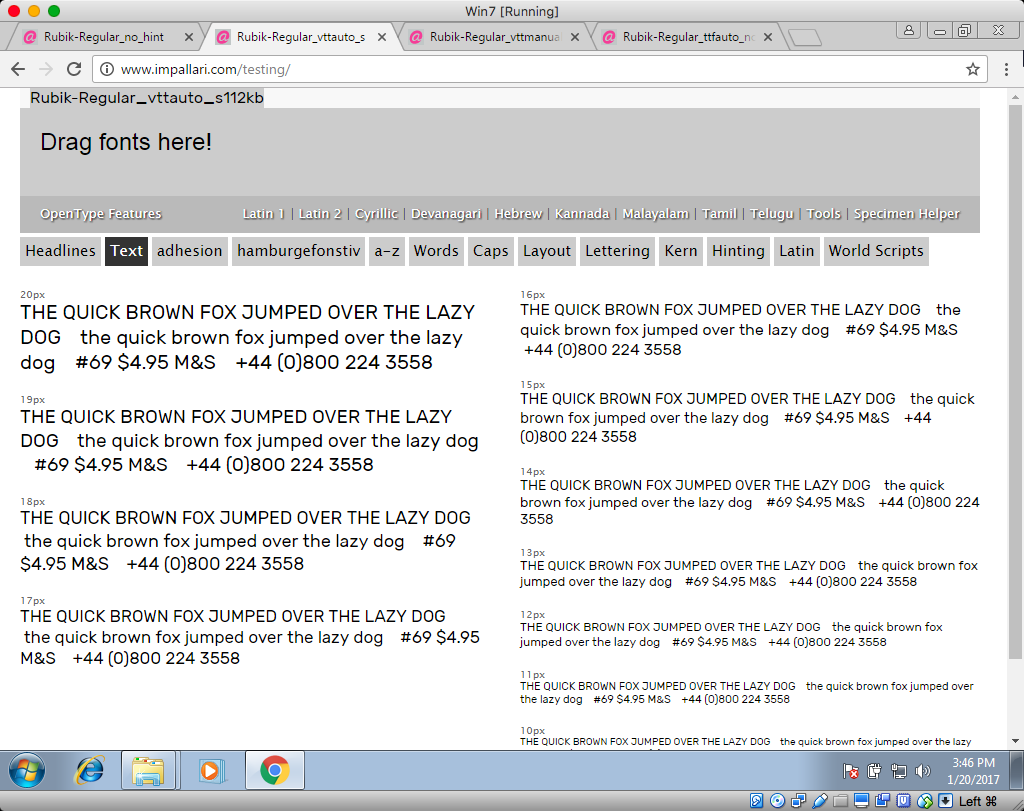 Win7 [Running]
Rubik-Regular_no_hint
Rubik-Regular_vttauto_s
Rubik-Regular_vttmanual
Rubik-Regular_ttfauto_no
www.impallari.com/testing/
Rubik-Regular_vttauto_s112kb
Drag fonts here!
OpenType Features
Latin 1 | Latin 2 | Cyrillic | Devanagari | Hebrew | Kannada | Malayalam | Tamil | Telugu | Tools | Specimen Helper
Headlines Text adhesion hamburgefonstiv a-z Words Caps Layout Lettering Kern Hinting Latin World Scripts
20px
THE QUICK BROWN FOX JUMPED OVER THE LAZY
DOG the quick brown fox jumped over the lazy
dog #69 $4.95 M&S +44 (0)800 224 3558
19px
THE QUICK BROWN FOX JUMPED OVER THE LAZY
DOG the quick brown fox jumped over the lazy dog
#69 $4.95 M&S +44 (0)800 224 3558
18px
THE QUICK BROWN FOX JUMPED OVER THE LAZY DOG
the quick brown fox jumped over the lazy dog #69
$4.95 M&S +44 (0)800 224 3558
17px
THE QUICK BROWN FOX JUMPED OVER THE LAZY DOG
the quick brown fox jumped over the lazy dog #69 $4.95
M&S +44 (0)800 224 3558
16px
THE QUICK BROWN FOX JUMPED OVER THE LAZY DOG the
quick brown fox jumped over the lazy dog #69 $4.95 M&S
+44 (0)800 224 3558
15px
THE QUICK BROWN FOX JUMPED OVER THE LAZY DOG the quick
brown fox jumped over the lazy dog #69 $4.95 M&S +44
(0)800 224 3558
14px
THE QUICK BROWN FOX JUMPED OVER THE LAZY DOG the quick
brown fox jumped over the lazy dog #69 $4.95 M&S +44 (0)800 224
3558
13px
THE QUICK BROWN FOX JUMPED OVER THE LAZY DOG the quick brown fox
jumped over the lazy dog #69 $4.95 M&S +44 (0)800 224 3558
12px
THE QUICK BROWN FOX JUMPED OVER THE LAZY DOG the quick brown fox
jumped over the lazy dog #69 $4.95 M&S +44 (0)800 224 3558
11px
THE QUICK BROWN FOX JUMPED OVER THE LAZY DOG the quick brown fox jumped over
the lazy dog #69 $4.95 M&S +44 (0)800 224 3558
10px
THE QUICK BROWN FOX JUMPED OVER THE LAZY DOG the quick brown fox jumped over the lazy
3:46 PM
1/20/2017
Left ⌘